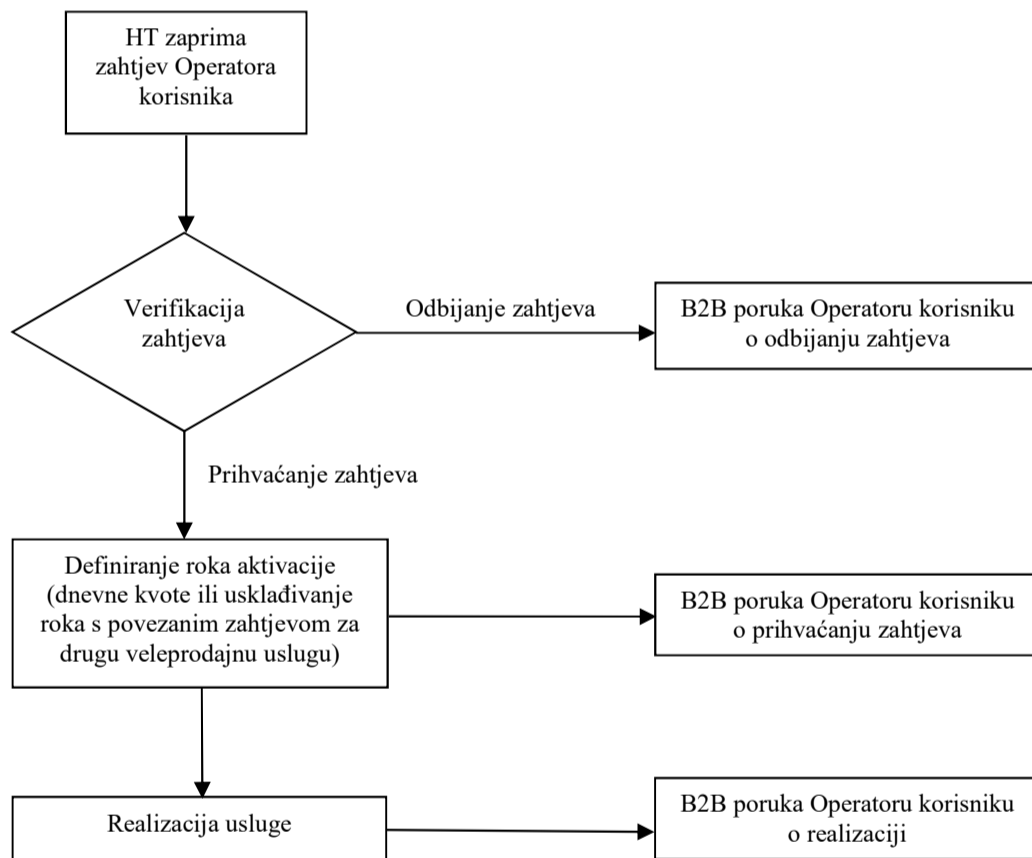 HT zaprima
zahtjev Operatora
korisnika
Verifikacija
zahtjeva
Odbijanje zahtjeva
B2B poruka Operatoru korisniku
o odbijanju zahtjeva
Prihvaćanje zahtjeva
Definiranje roka aktivacije
(dnevne kvote ili usklađivanje
roka s povezanim zahtjevom za
drugu veleprodajnu uslugu)
B2B poruka Operatoru korisniku
o prihvaćanju zahtjeva
Realizacija usluge
B2B poruka Operatoru korisniku
o realizaciji